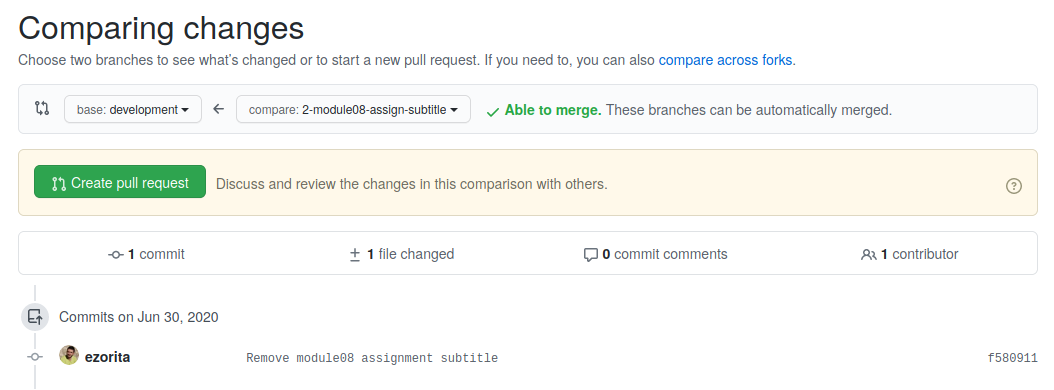 Comparing changes
Choose two branches to see what's changed or to start a new pull request. If you need to, you can also compare across forks.
base: development compare: 2-module08-assign-subtitle Able to merge. These branches can be automatically merged.
Create pull request Discuss and review the changes in this comparison with others.
1 commit 1 file changed 0 commit comments 1 contributor
Commits on Jun 30, 2020
ezorita Remove module08 assignment subtitle f580911